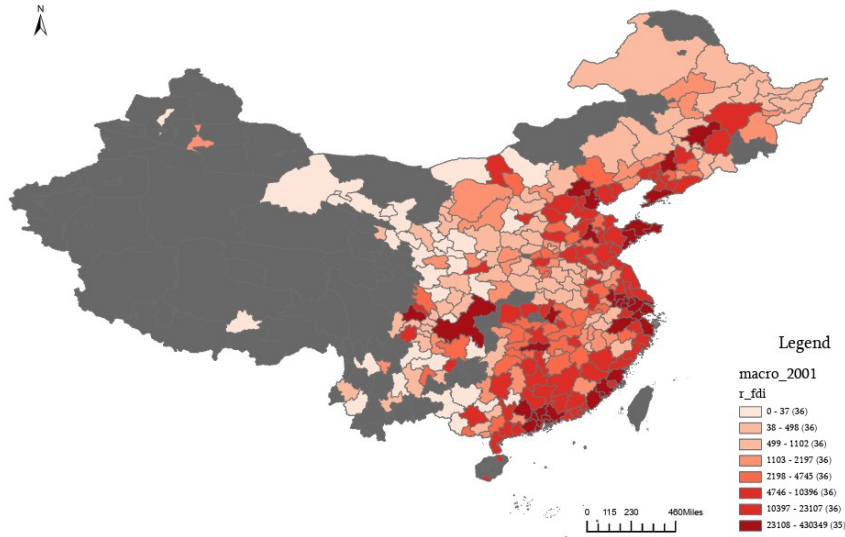 N
Legend
macro_2001
r_fdi
0 - 37 (36)
38 - 498 (36)
499 - 1102 (36)
1103 - 2197 (36)
2198 - 4745 (36)
4746 - 10396 (36)
10397 - 23107 (36)
23108 - 430349 (35)
0 115 230 460Miles